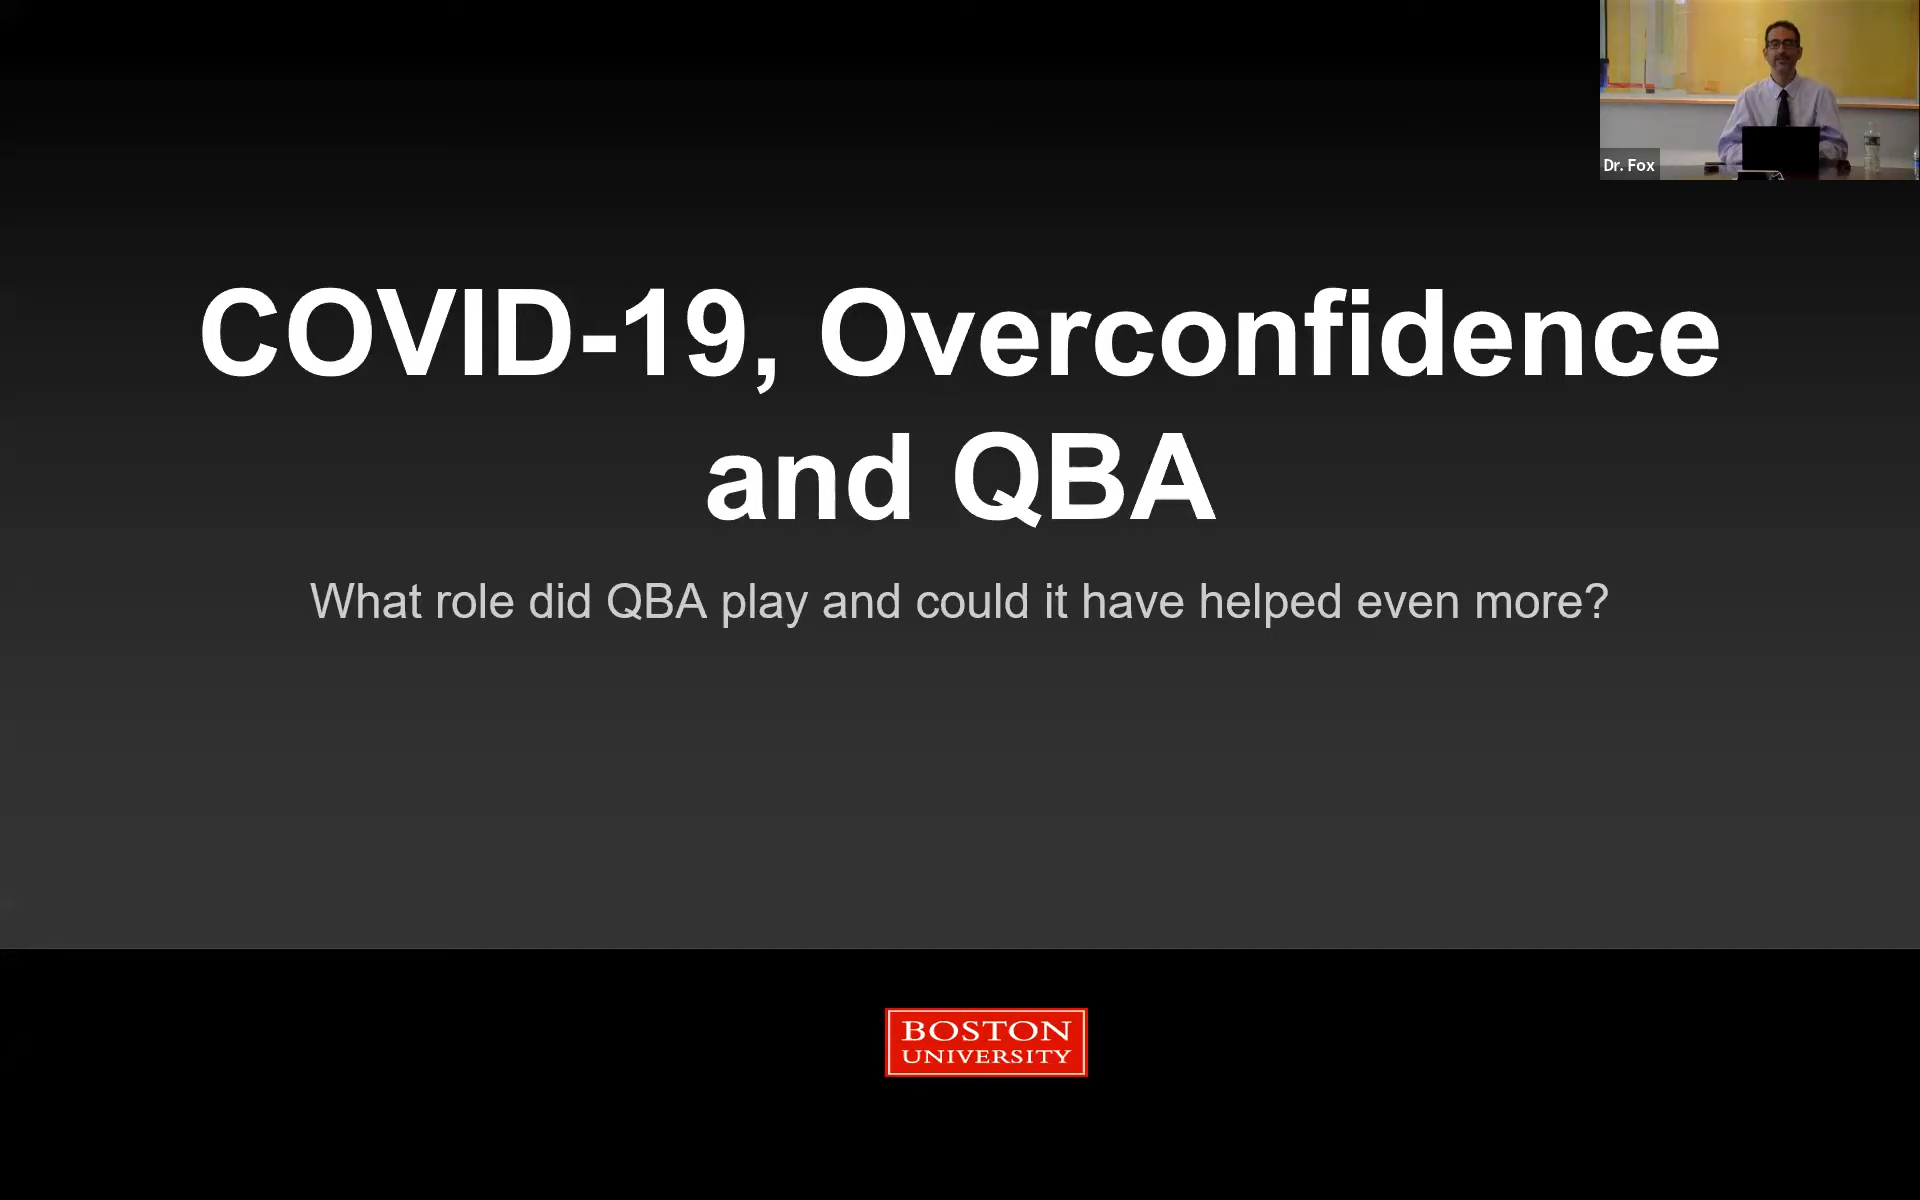 Dr. Fox
COVID-19, Overconfidence
and QBA
What role did QBA play and could it have helped even more?
BOSTON
UNIVERSITY